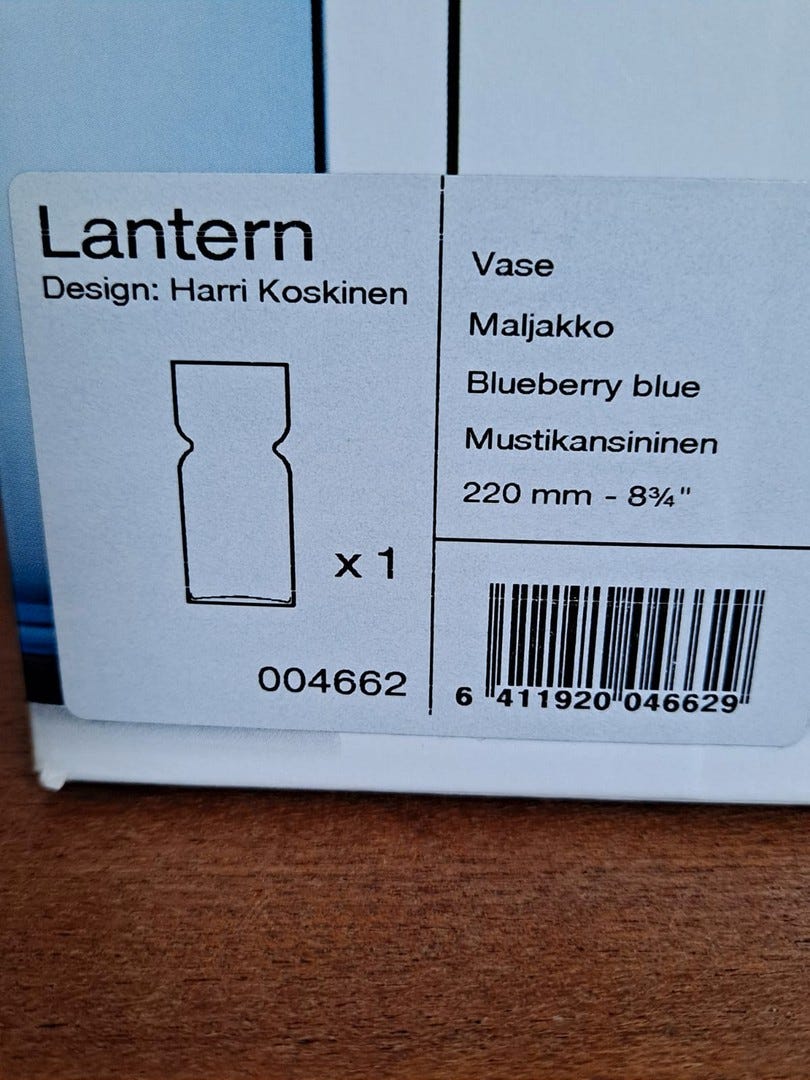 Lantern
Design: Harri Koskinen
x 1
004662
Vase
Maljakko
Blueberry blue
Mustikansininen
220 mm - 8¾"
6 411920 046629